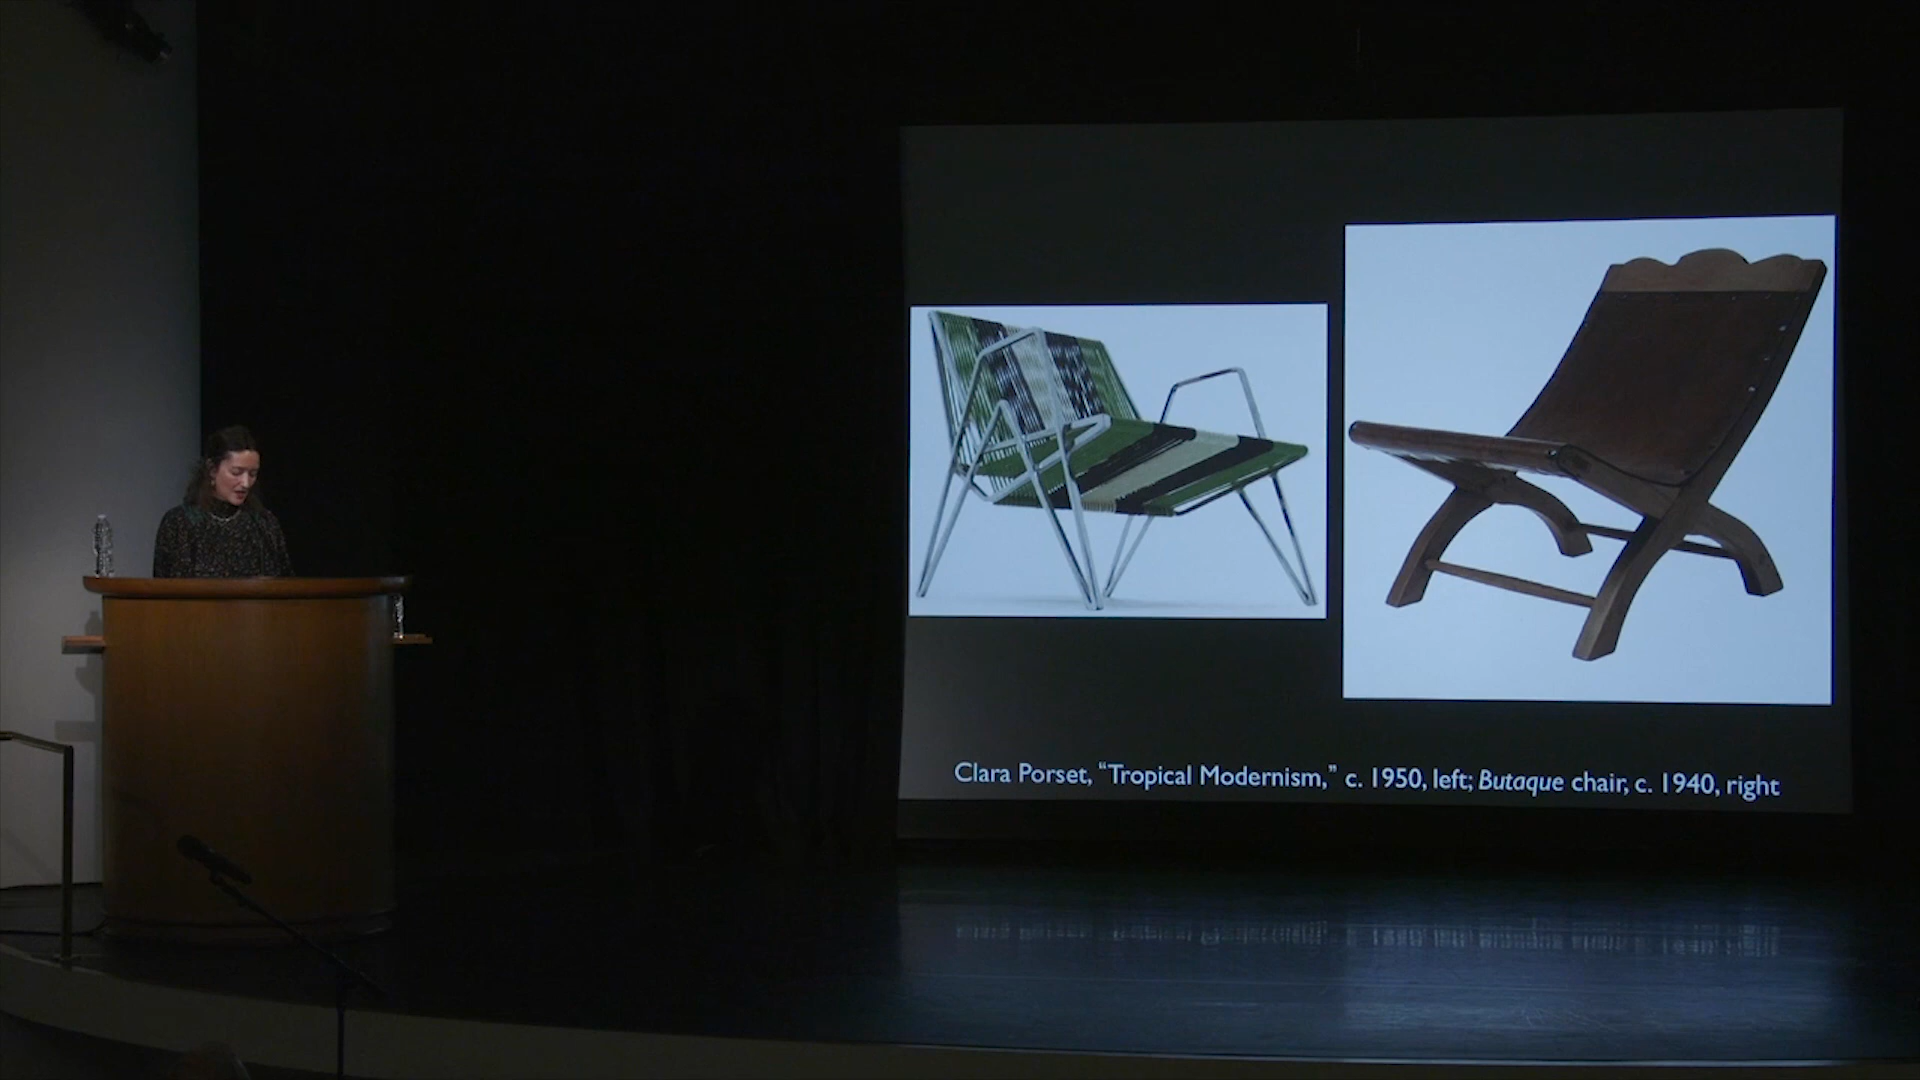 Clara Porset, “Tropical Modernism,” c. 1950, left; Butaque chair, c. 1940, right